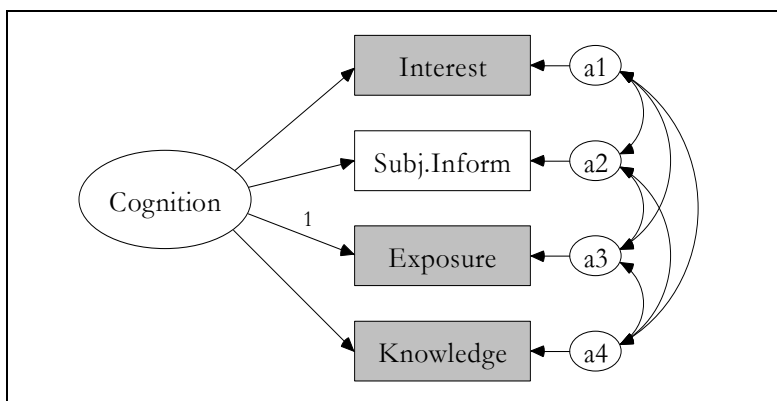 Interest
a1
Subj.Inform
a2
Cognition
1
Exposure
a3
Knowledge
a4